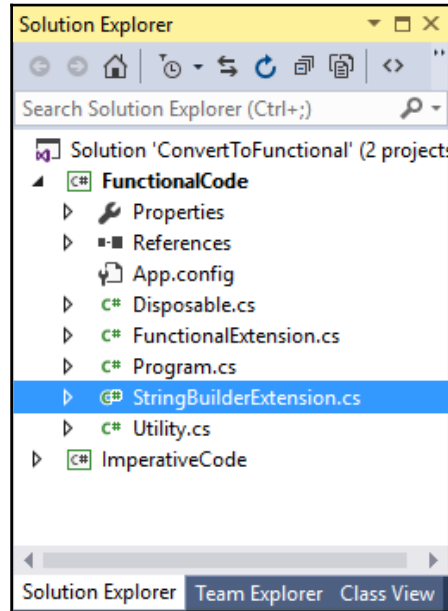 Solution Explorer
Search Solution Explorer (Ctrl+;)
Solution 'ConvertToFunctional' (2 projects
C# FunctionalCode
Properties
References
App.config
C# Disposable.cs
C# FunctionalExtension.cs
C# Program.cs
C# StringBuilderExtension.cs
C# Utility.cs
C# ImperativeCode
Solution Explorer Team Explorer Class View